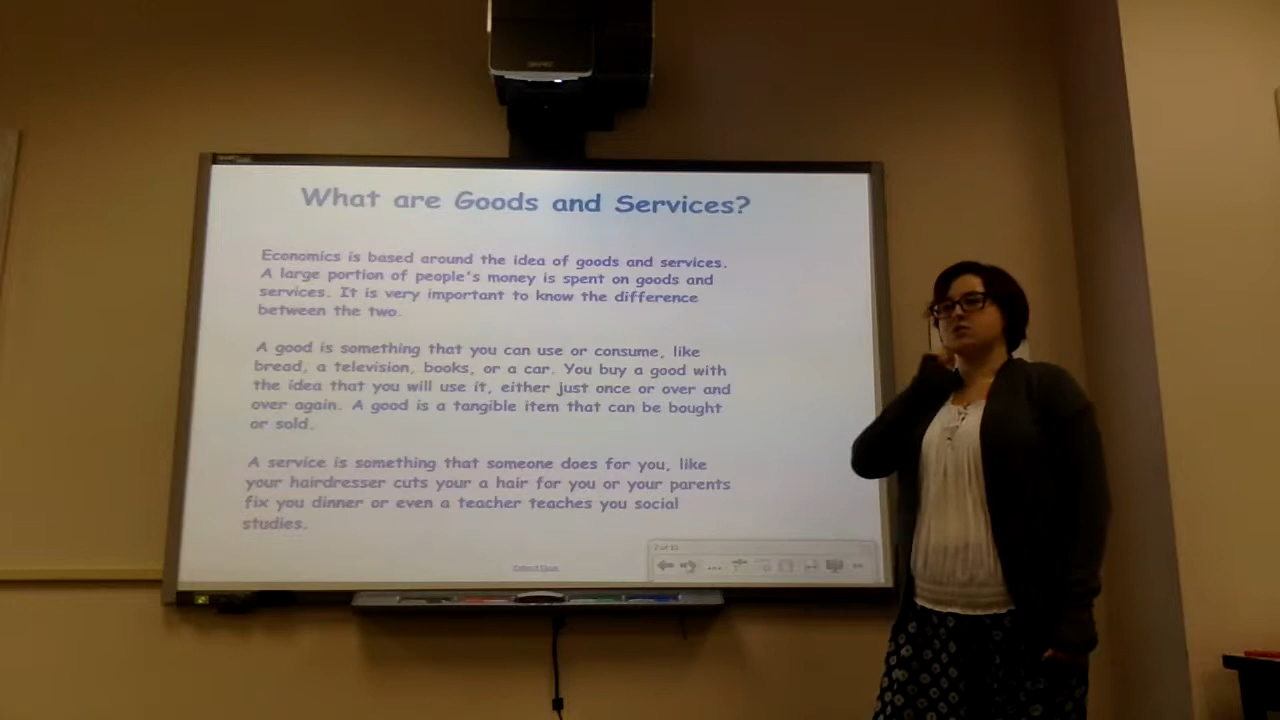 What are Goods and Services?
Economics is based around the idea of goods and services.
A large portion of people's money is spent on goods and
services. It is very important to know the difference
between the two.
A good is something that you can use or consume, like
bread, a television, books, or a car. You buy a good with
the idea that you will use it, either just once or over and
over again. A good is a tangible item that can be bought
or sold.
A service is something that someone does for you, like
your hairdresser cuts your a hair for you or your parents
fix you dinner or even a teacher teaches you social
studies.